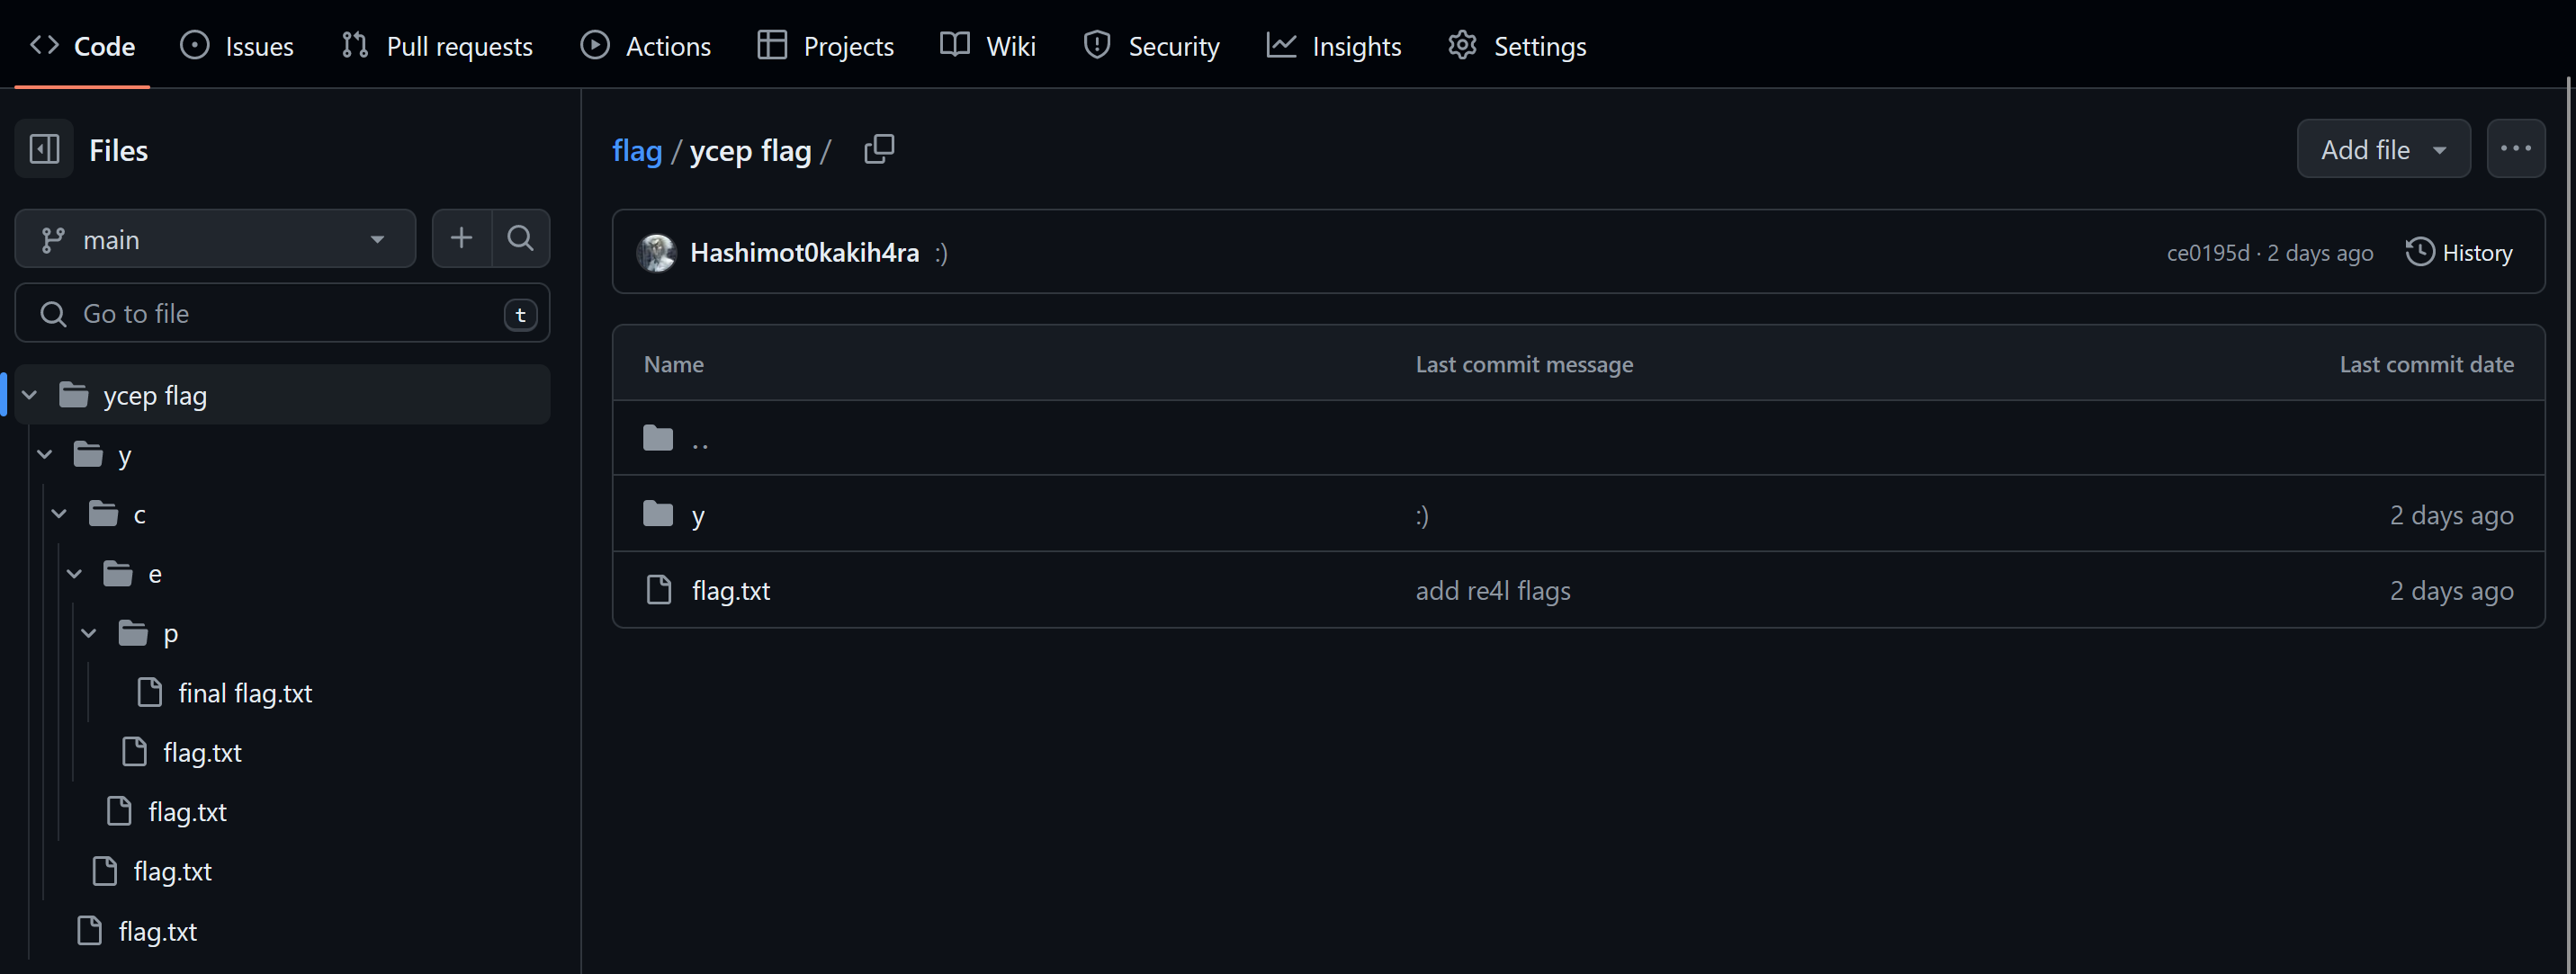 Code Issues Pull requests Actions Projects Wiki Security Insights Settings
Files
main
Go to file t
ycep flag
y
c
e
p
final flag.txt
flag.txt
flag.txt
flag.txt
flag.txt
flag / ycep flag /
Add file
Hashimot0kakih4ra :) ce0195d · 2 days ago History
Name Last commit message Last commit date
..
y :) 2 days ago
flag.txt add re4l flags 2 days ago